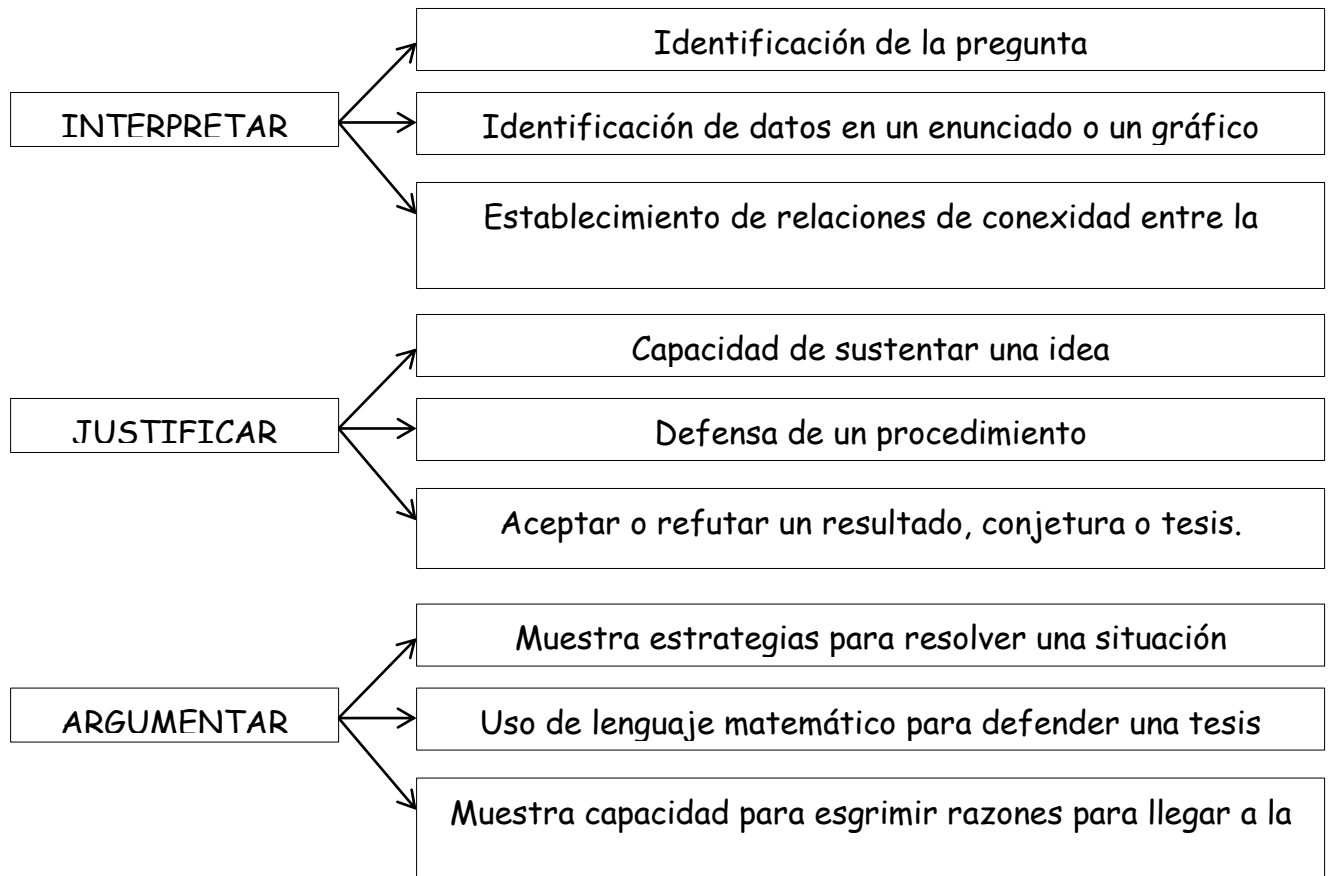 Identificación de la pregunta
INTERPRETAR
Identificación de datos en un enunciado o un gráfico
Establecimiento de relaciones de conexidad entre la
Capacidad de sustentar una idea
JUSTIFICAR
Defensa de un procedimiento
Aceptar o refutar un resultado, conjetura o tesis.
Muestra estrategias para resolver una situación
ARGUMENTAR
Uso de lenguaje matemático para defender una tesis
Muestra capacidad para esgrimir razones para llegar a la